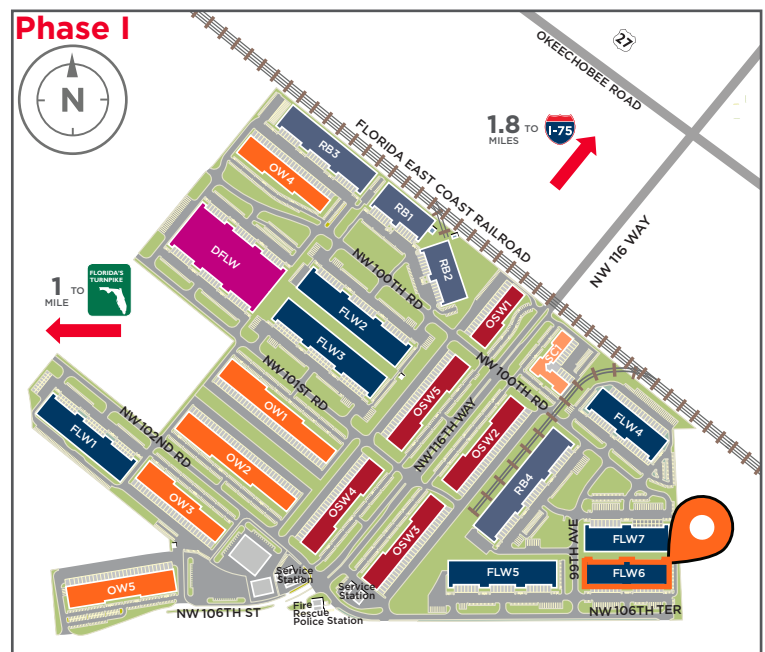 Phase I
N
27
OKEECHOBEE ROAD
1.8 TO
MILES
I-75
FLORIDA EAST COAST RAILROAD
NW 116 WAY
RB3
OW4
RB1
RB2
DFLW
NW 100TH RD
1 TO
MILE
FLORIDA'S
TURNPIKE
FLW2
FLW3
OSW1
SC1
NW 100TH RD
NW 101ST RD
OW1
OSW5
NW 116TH WAY
OSW2
FLW4
FLW1
NW 102ND RD
OW2
OW3
OSW4
OSW3
RB4
99TH AVE
FLW7
FLW6
FLW5
OW5
Service
Station
Service
Station
NW 106TH ST
Fire
Rescue
Police Station
NW 106TH TER